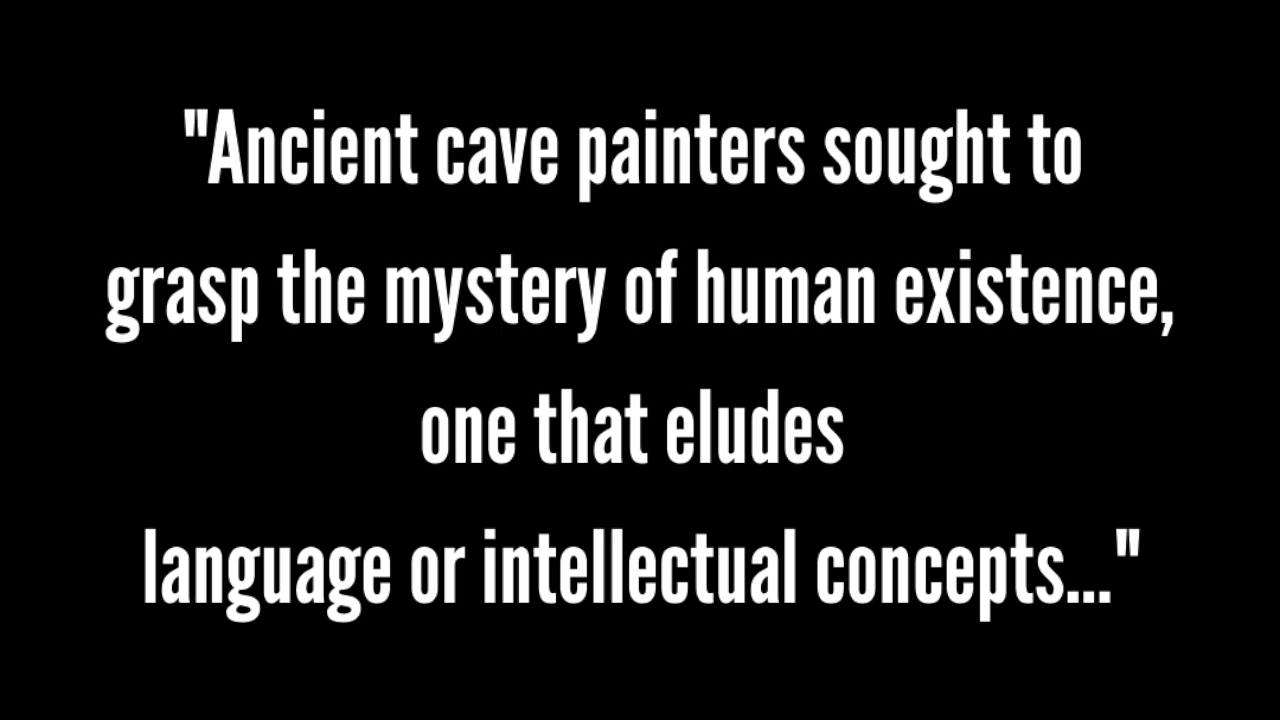 "Ancient cave painters sought to
grasp the mystery of human existence,
one that eludes
language or intellectual concepts..."